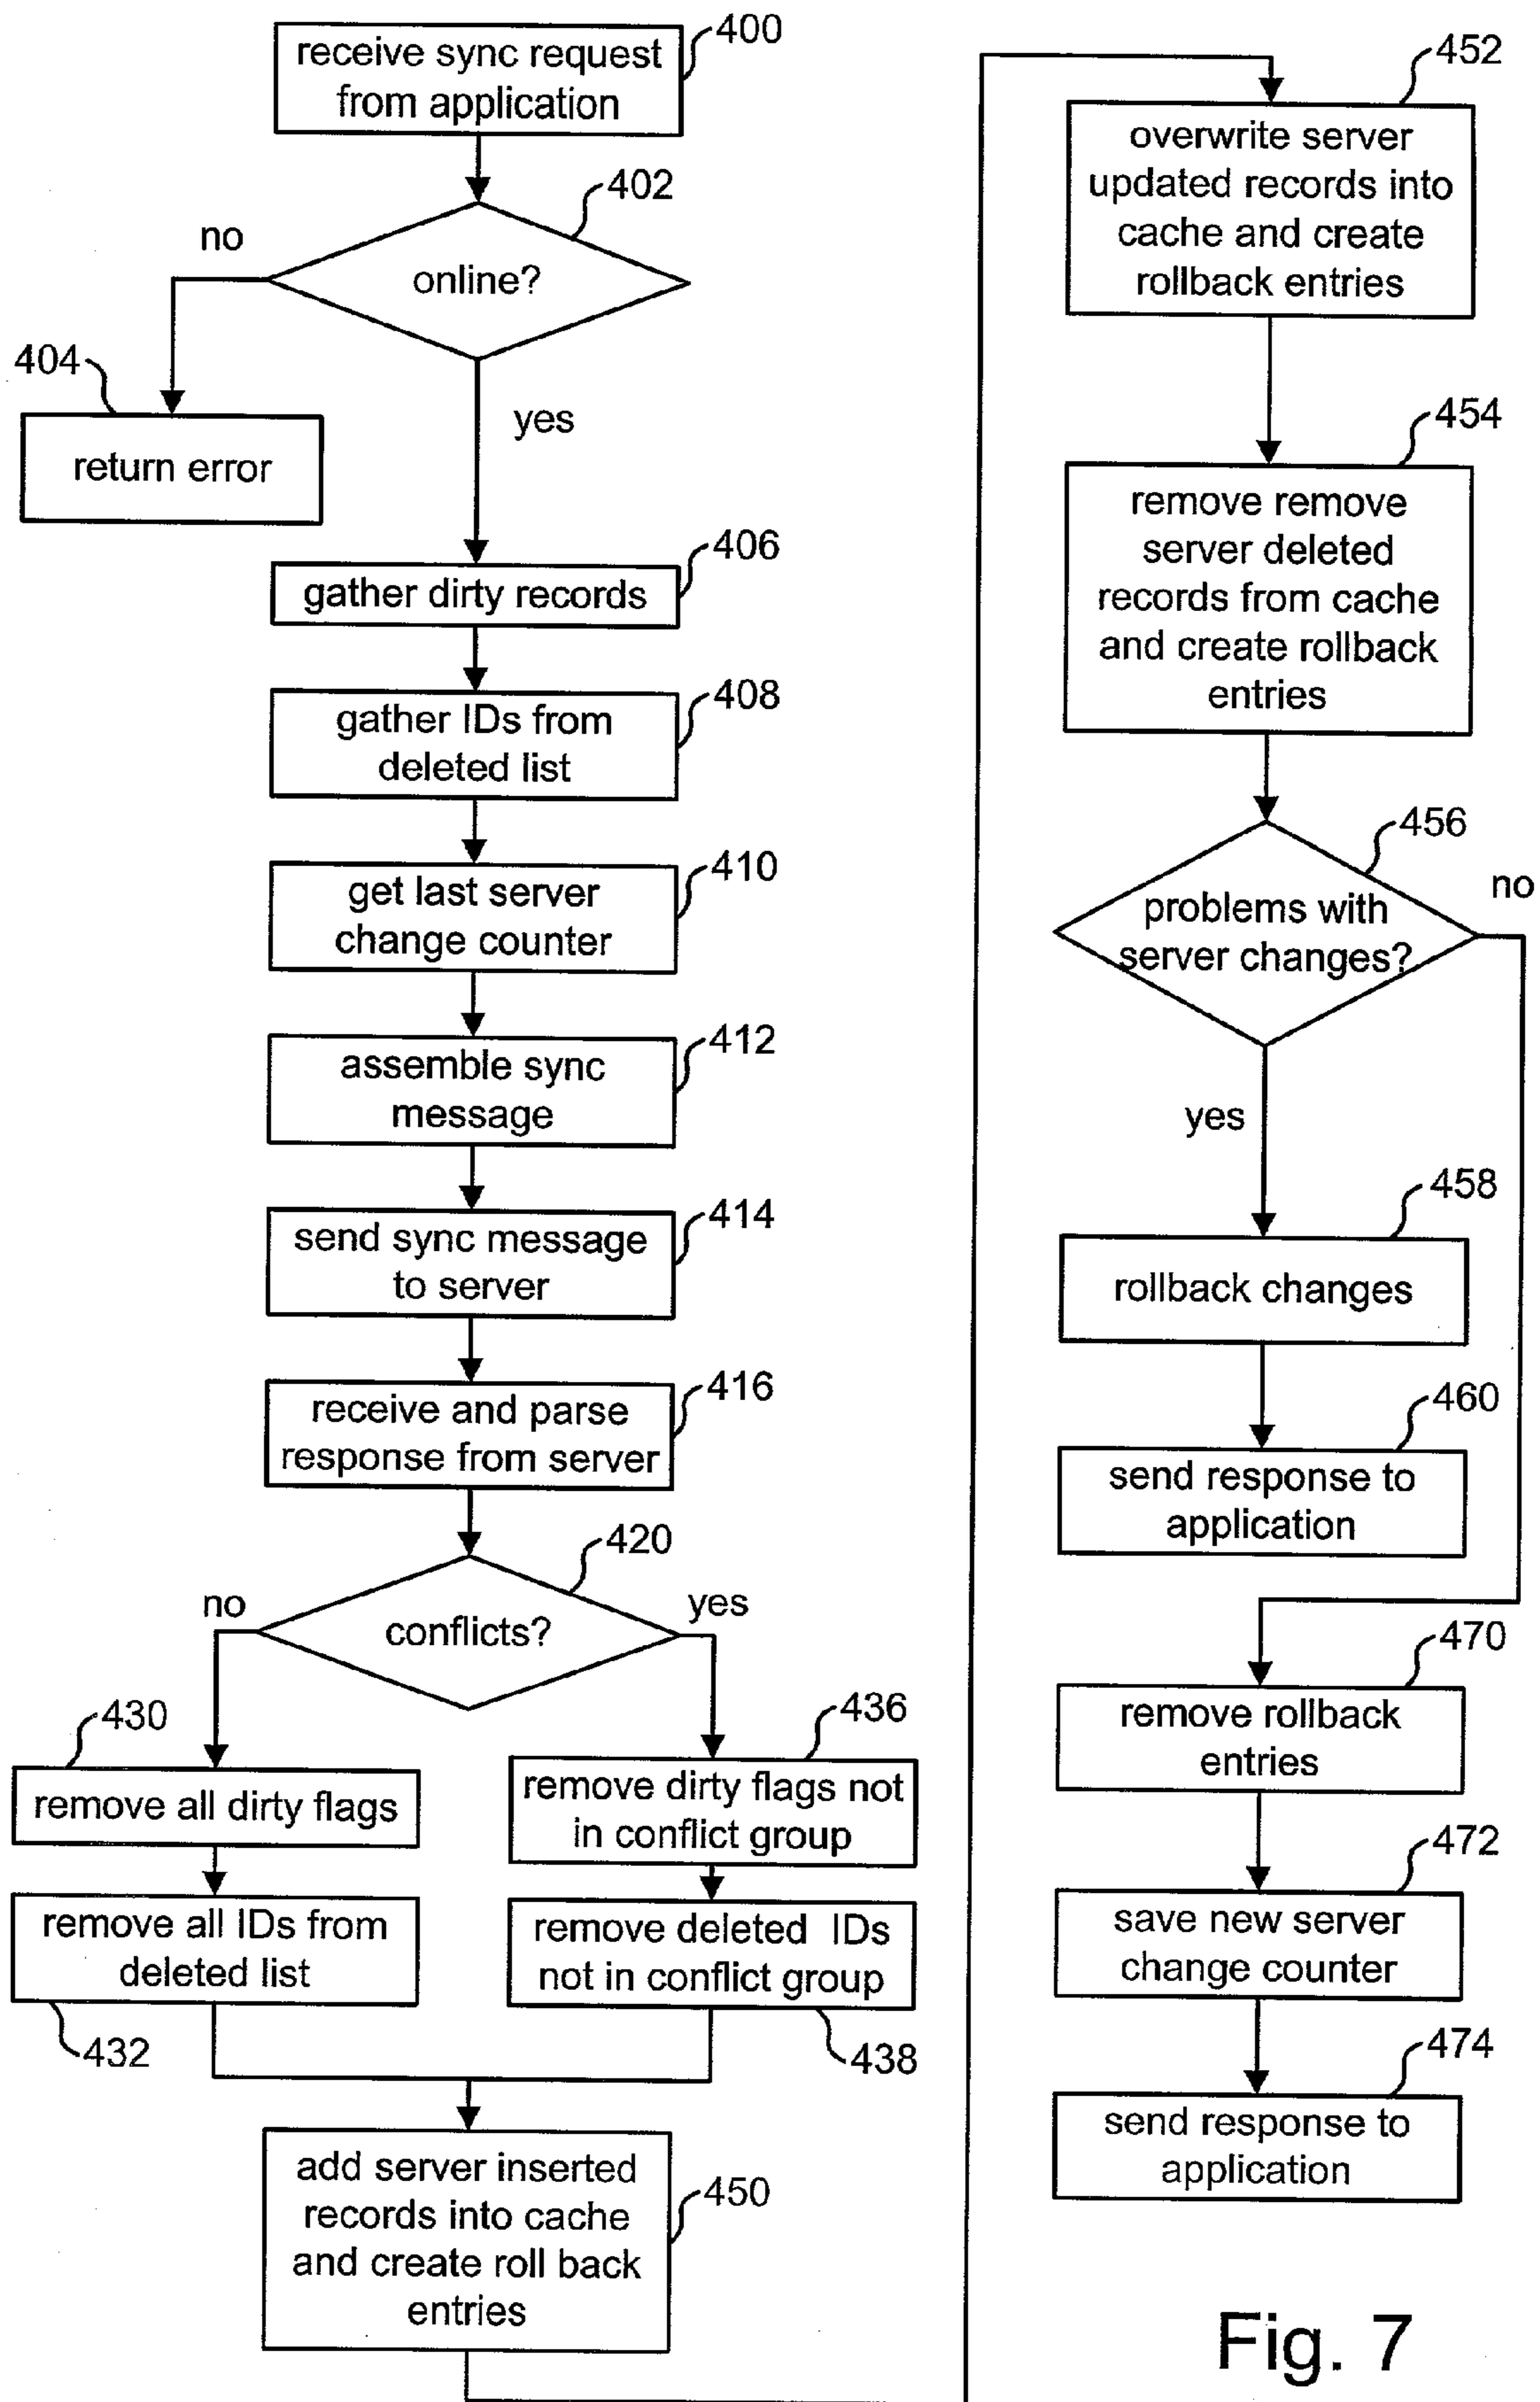 400
receive sync request
from application
402
no
online?
404
yes
return error
406
gather dirty records
408
gather IDs from
deleted list
410
get last server
change counter
412
assemble sync
message
414
send sync message
to server
416
receive and parse
response from server
420
no
yes
conflicts?
430
remove all dirty flags
436
remove dirty flags not
in conflict group
remove all IDs from
deleted list
432
remove deleted IDs
not in conflict group
438
add server inserted
records into cache
and create roll back
entries
450
452
overwrite server
updated records into
cache and create
rollback entries
454
remove remove
server deleted
records from cache
and create rollback
entries
456
no
problems with
server changes?
yes
458
rollback changes
460
send response to
application
470
remove rollback
entries
472
save new server
change counter
474
send response to
application
Fig. 7